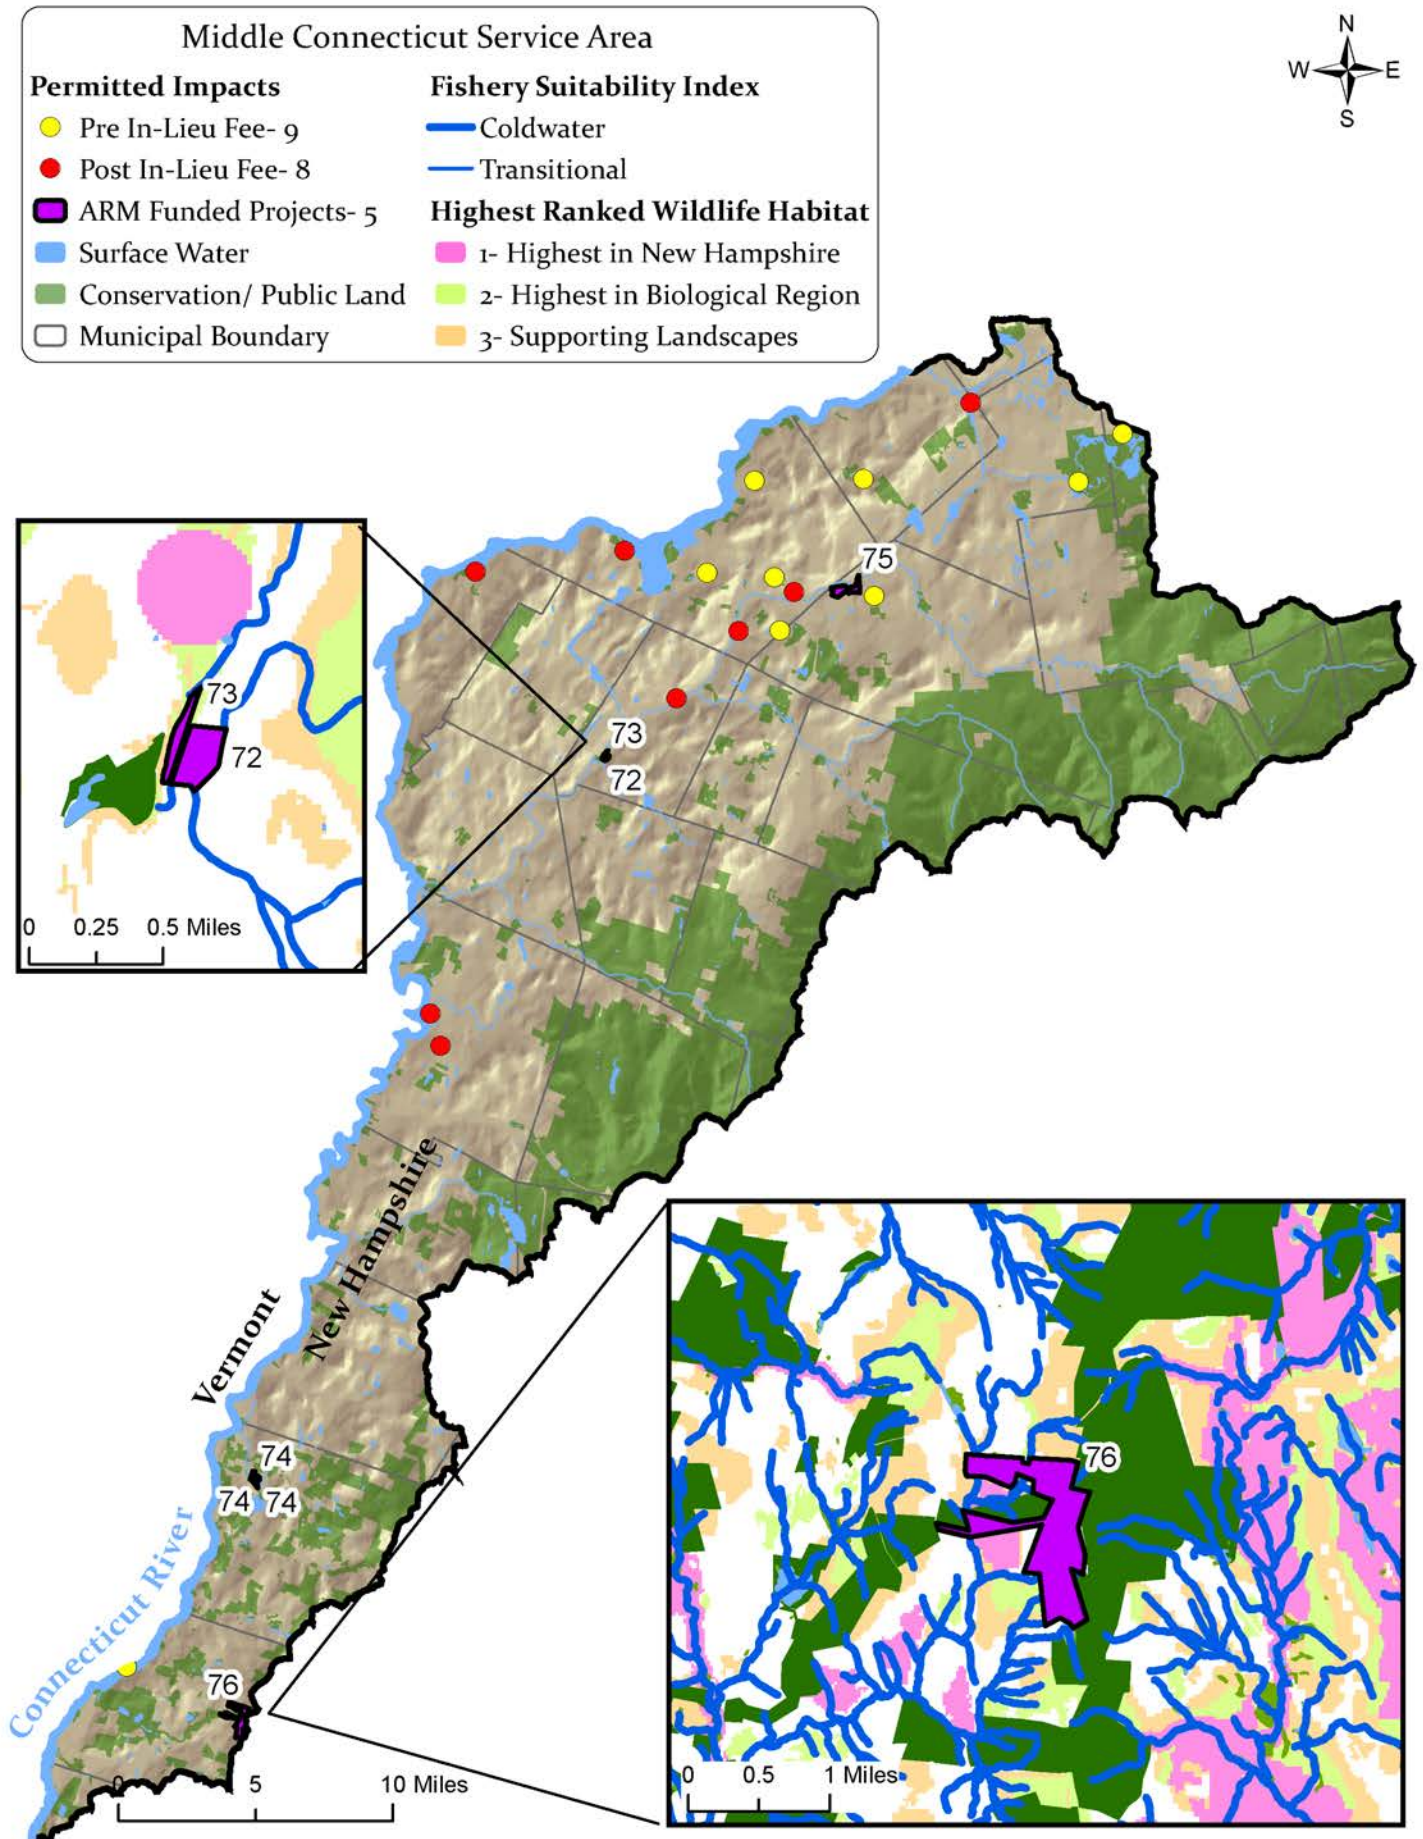 Middle Connecticut Service Area
Permitted Impacts
Pre In-Lieu Fee- 9
Post In-Lieu Fee- 8
ARM Funded Projects- 5
Surface Water
Conservation/ Public Land
Municipal Boundary
Fishery Suitability Index
Coldwater
Transitional
Highest Ranked Wildlife Habitat
1- Highest in New Hampshire
2- Highest in Biological Region
3- Supporting Landscapes
N
W E
S
75
73
72
73
72
0 0.25 0.5 Miles
New Hampshire
Vermont
Connecticut River
74
74 74
76
76
0 5 10 Miles
0 0.5 1 Miles